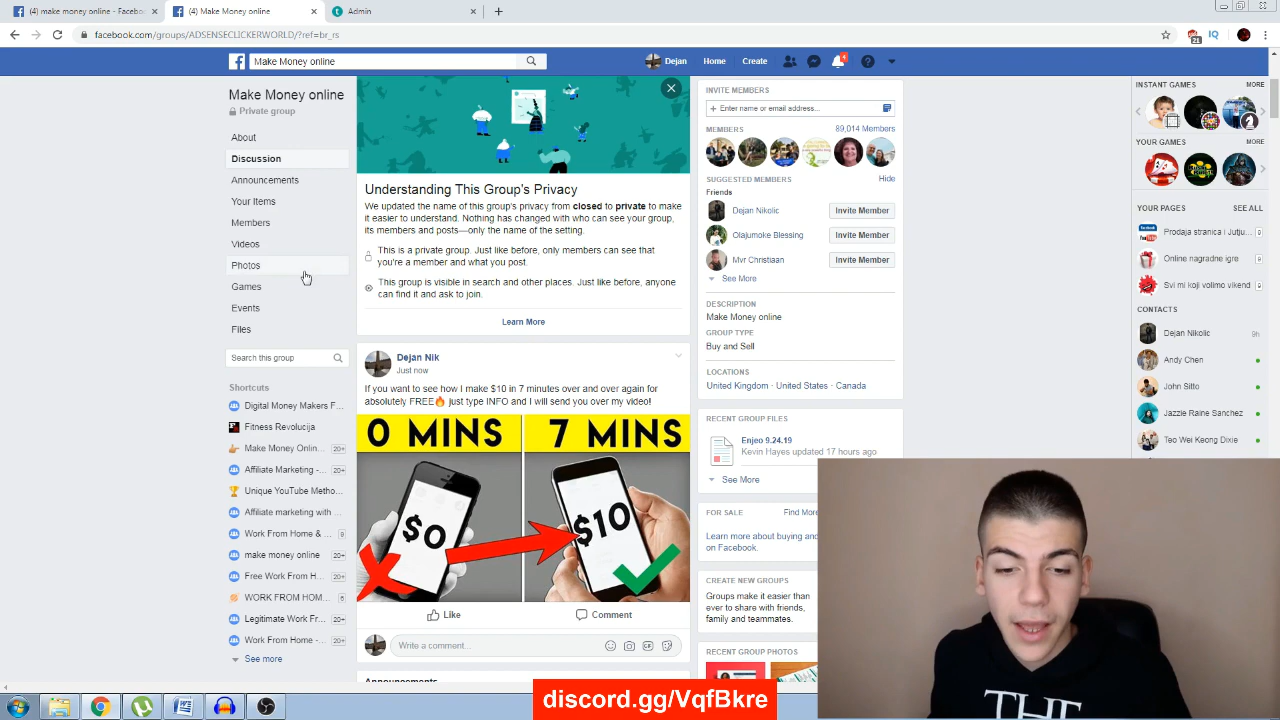 (4) make money online - Facebo
(4) Make Money online
Admin
facebook.com/groups/ADSENSECLICKERWORLD/?ref=br_rs
21
IQ
Make Money online
Dejan
Home
Create
Make Money online
Private group
About
Discussion
Announcements
Your Items
Members
Videos
Photos
Games
Events
Files
Search this group
Shortcuts
Digital Money Makers F...
Fitness Revolucija
Make Money Onlin... 20+
Affiliate Marketing -... 20+
Unique YouTube Metho...
Affiliate marketing with ...
Work From Home & ... 9
make money online 20+
Free Work From H... 20+
WORK FROM HOM... 6
Legitimate Work Fr... 20+
Work From Home -... 20+
See more
Understanding This Group's Privacy
We updated the name of this group's privacy from closed to private to make
it easier to understand. Nothing has changed with who can see your group,
its members and posts—only the name of the setting.
This is a private group. Just like before, only members can see that
you're a member and what you post.
This group is visible in search and other places. Just like before, anyone
can find it and ask to join.
Learn More
Dejan Nik
Just now
If you want to see how I make $10 in 7 minutes over and over again for
absolutely FREE🔥 just type INFO and I will send you over my video!
0 MINS
7 MINS
$0
$10
Like
Comment
Write a comment...
GIF
Announcements
INVITE MEMBERS
+ Enter name or email address...
MEMBERS
89,014 Members
SUGGESTED MEMBERS
Hide
Friends
Dejan Nikolic
Invite Member
Olajumoke Blessing
Invite Member
Mvr Christiaan
Invite Member
See More
DESCRIPTION
Make Money online
GROUP TYPE
Buy and Sell
LOCATIONS
United Kingdom · United States · Canada
RECENT GROUP FILES
Enjeo 9.24.19
Kevin Hayes updated 17 hours ago
See More
FOR SALE
Find More
Learn more about buying an
on Facebook.
CREATE NEW GROUPS
Groups make it easier
ever to share with friends,
family and teammates.
RECENT GROUP PHOTOS
INSTANT GAMES
MORE
YOUR GAMES
MORE
YOUR PAGES
SEE ALL
Prodaja stranica i Jutju...
Online nagradne igre
Svi mi koji volimo vikend
CONTACTS
Dejan Nikolic
9h
Andy Chen
John Sitto
Jazzie Raine Sanchez
Teo Wei Keong Dixie
THE
discord.gg/VqfBkre